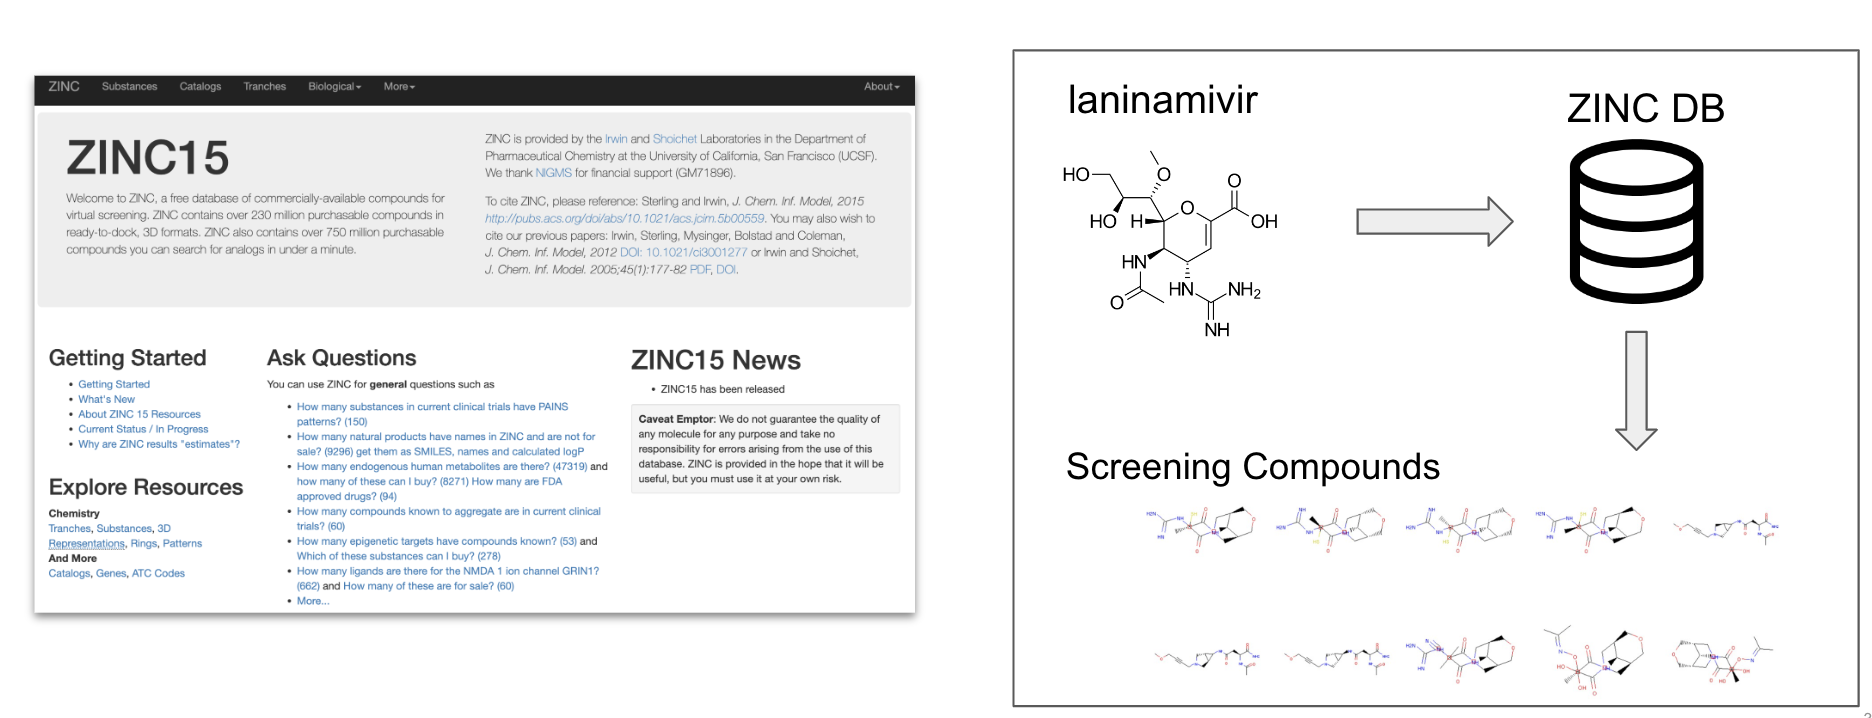 ZINC Substances Catalogs Tranches Biological More About
ZINC15
Welcome to ZINC, a free database of commercially-available compounds for
virtual screening. ZINC contains over 230 million purchasable compounds in
ready-to-dock, 3D formats. ZINC also contains over 750 million purchasable
compounds you can search for analogs in under a minute.
ZINC is provided by the Irwin and Shoichet Laboratories in the Department of
Pharmaceutical Chemistry at the University of California, San Francisco (UCSF).
We thank NIGMS for financial support (GM71896).
To cite ZINC, please reference: Sterling and Irwin, J. Chem. Inf. Model, 2015
http://pubs.acs.org/doi/abs/10.1021/acs.jcim.5b00559. You may also wish to
cite our previous papers: Irwin, Sterling, Mysinger, Bolstad and Coleman,
J. Chem. Inf. Model, 2012 DOI: 10.1021/ci3001277 or Irwin and Shoichet,
J. Chem. Inf. Model. 2005;45(1):177-82 PDF, DOI.
Getting Started
• Getting Started
• What's New
• About ZINC 15 Resources
• Current Status / In Progress
• Why are ZINC results "estimates"?
Explore Resources
Chemistry
Tranches, Substances, 3D
Representations, Rings, Patterns
And More
Catalogs, Genes, ATC Codes
Ask Questions
You can use ZINC for general questions such as
• How many substances in current clinical trials have PAINS
patterns? (150)
• How many natural products have names in ZINC and are not for
sale? (9296) get them as SMILES, names and calculated logP
• How many endogenous human metabolites are there? (47319) and
how many of these can I buy? (8271) How many are FDA
approved drugs? (94)
• How many compounds known to aggregate are in current clinical
trials? (60)
• How many epigenetic targets have compounds known? (53) and
Which of these substances can I buy? (278)
• How many ligands are there for the NMDA 1 ion channel GRIN1?
(662) and How many of these are for sale? (60)
• More...
ZINC15 News
• ZINC15 has been released
Caveat Emptor: We do not guarantee the quality of
any molecule for any purpose and take no
responsibility for errors arising from the use of this
database. ZINC is provided in the hope that it will be
useful, but you must use it at your own risk.
laninamivir
HO
O
O
HO
H
O
OH
HN
O
HN
NH2
NH
ZINC DB
Screening Compounds